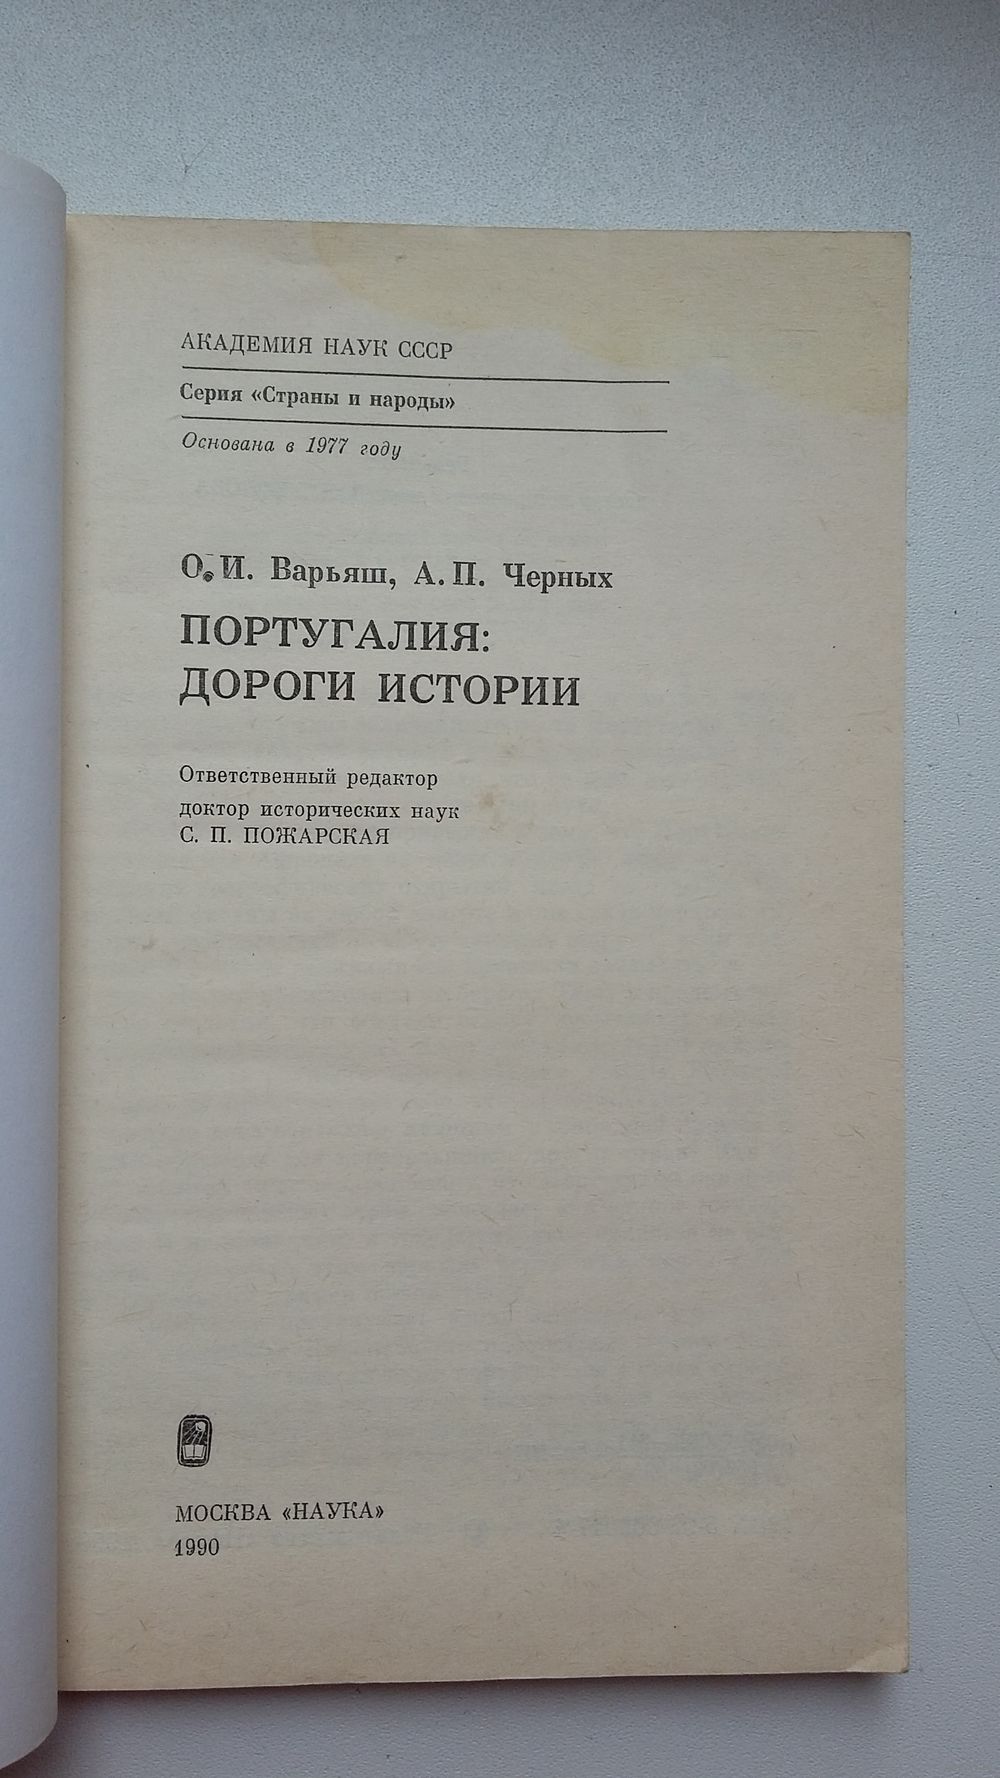 АКАДЕМИЯ НАУК СССР
Серия «Страны и народы»
Основана в 1977 году
О. И. Варьяш, А. П. Черных
ПОРТУГАЛИЯ:
ДОРОГИ ИСТОРИИ
Ответственный редактор
доктор исторических наук
С. П. ПОЖАРСКАЯ
МОСКВА «НАУКА»
1990